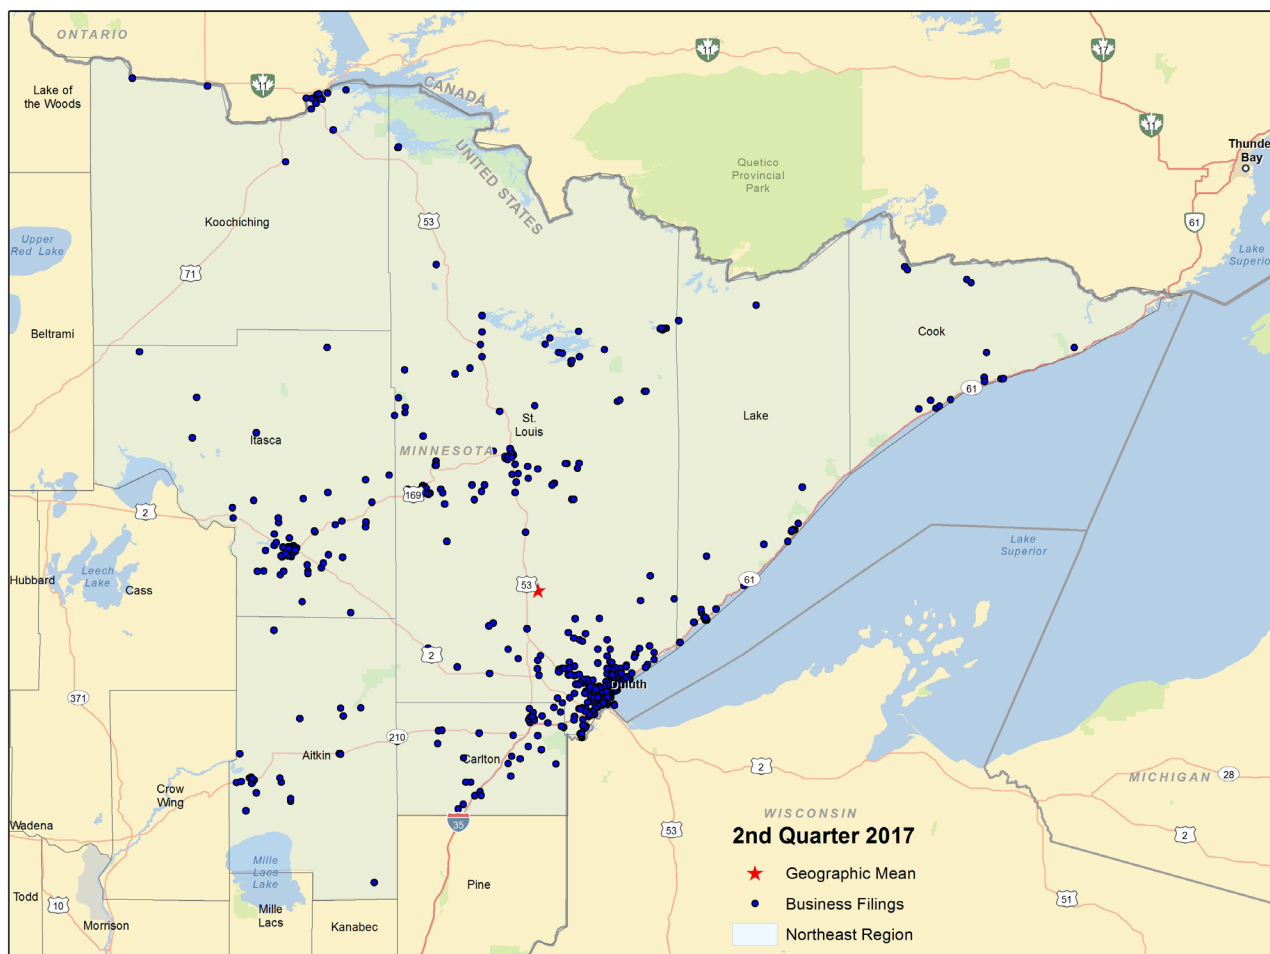 ONTARIO
11
17
11
Lake of
the Woods
CANADA
11
Thunde
Bay
UNITED STATES
Quetico
Provincial
Park
Koochiching
53
61
Upper
Red Lake
Lake
Superio
71
Beltrami
Cook
61
Lake
St.
Louis
Itasca
MINNESOTA
169
2
Lake
Superior
Leech
Lake
Hubbard
Cass
53
61
2
Duluth
371
210
Aitkin
Carlton
2
28
MICHIGAN
Crow
Wing
WISCONSIN
Wadena
35
53
2nd Quarter 2017
2
Mille
Lacs
Lake
Geographic Mean
Pine
Todd
10
51
Business Filings
Mille
Lacs
Morrison
Kanabec
Northeast Region